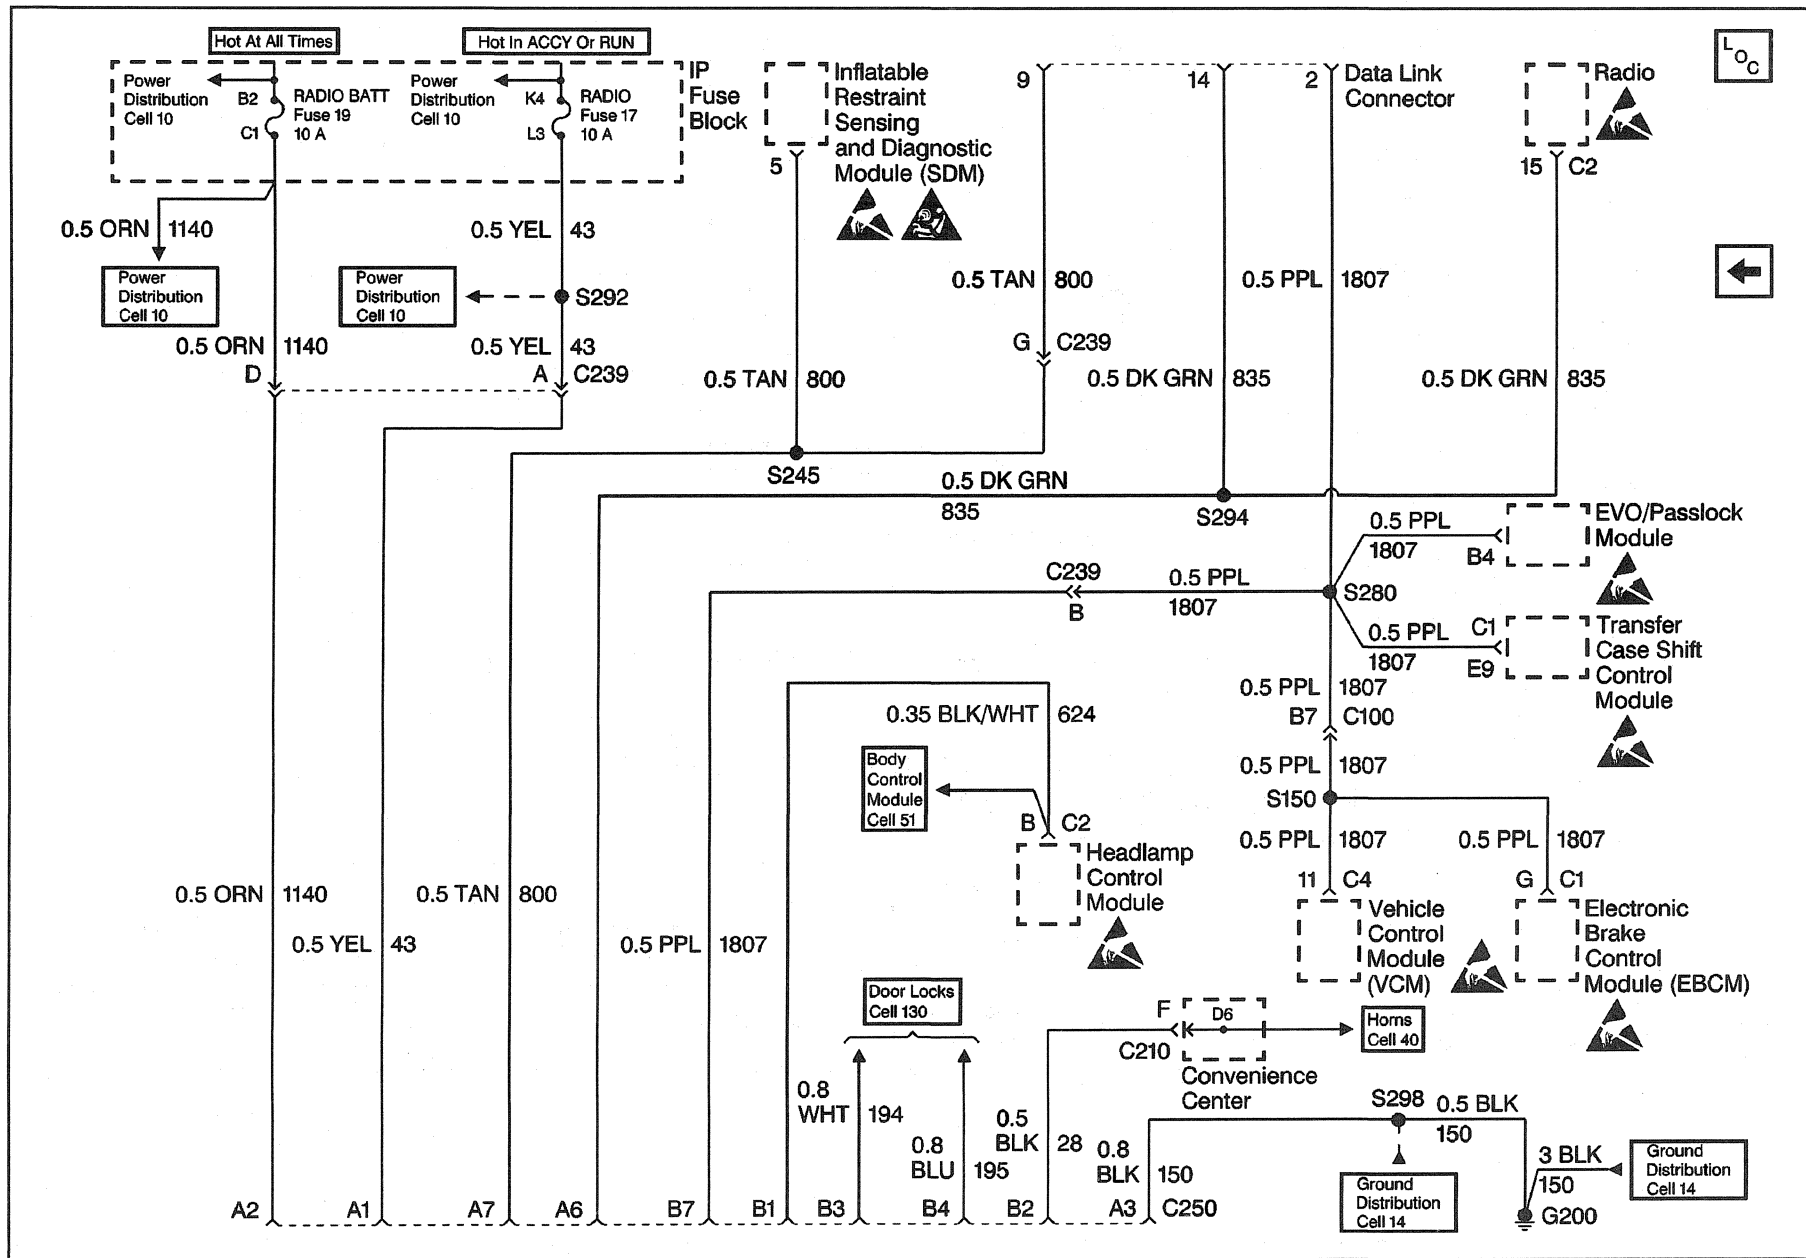 Hot At All Times
Hot In ACCY Or RUN
L
O
C
Power
Distribution
Cell 10
B2
C1
RADIO BATT
Fuse 19
10 A
Power
Distribution
Cell 10
K4
L3
RADIO
Fuse 17
10 A
IP
Fuse
Block
Inflatable
Restraint
Sensing
and Diagnostic
Module (SDM)
5
9
14
2
Data Link
Connector
Radio
15
C2
0.5 ORN 1140
0.5 YEL 43
Power
Distribution
Cell 10
Power
Distribution
Cell 10
S292
0.5 TAN 800
0.5 PPL 1807
0.5 ORN 1140
0.5 YEL 43
D
A
C239
G
C239
0.5 TAN 800
0.5 DK GRN 835
0.5 DK GRN 835
S245
0.5 DK GRN
835
S294
0.5 PPL
1807
B4
EVO/Passlock
Module
C239
B
0.5 PPL
1807
S280
0.5 PPL
1807
C1
E9
Transfer
Case Shift
Control
Module
0.5 PPL 1807
B7
C100
0.35 BLK/WHT 624
Body
Control
Module
Cell 51
0.5 PPL 1807
S150
B
C2
Headlamp
Control
Module
0.5 PPL 1807
0.5 PPL 1807
11
C4
G
C1
Vehicle
Control
Module
(VCM)
Electronic
Brake
Control
Module (EBCM)
0.5 ORN 1140
0.5 TAN 800
0.5 YEL 43
0.5 PPL 1807
Door Locks
Cell 130
F
D6
C210
Convenience
Center
Horns
Cell 40
0.8
WHT 194
0.8
BLU 195
0.5
BLK 28
0.8
BLK 150
S298
0.5 BLK
150
3 BLK
150
Ground
Distribution
Cell 14
Ground
Distribution
Cell 14
G200
A2
A1
A7
A6
B7
B1
B3
B4
B2
A3
C250